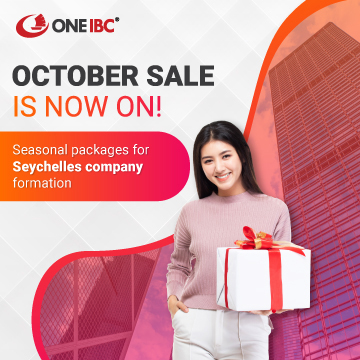 ONE IBC®
OCTOBER SALE
IS NOW ON!
Seasonal packages for
Seychelles company
formation